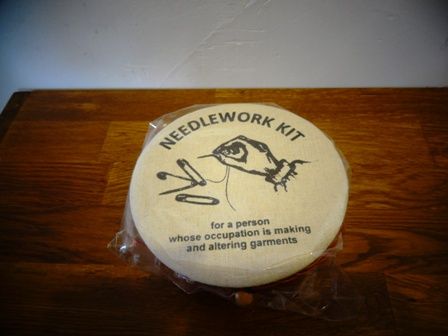 NEEDLEWORK KIT
for a person
whose occupation is making
and altering garments